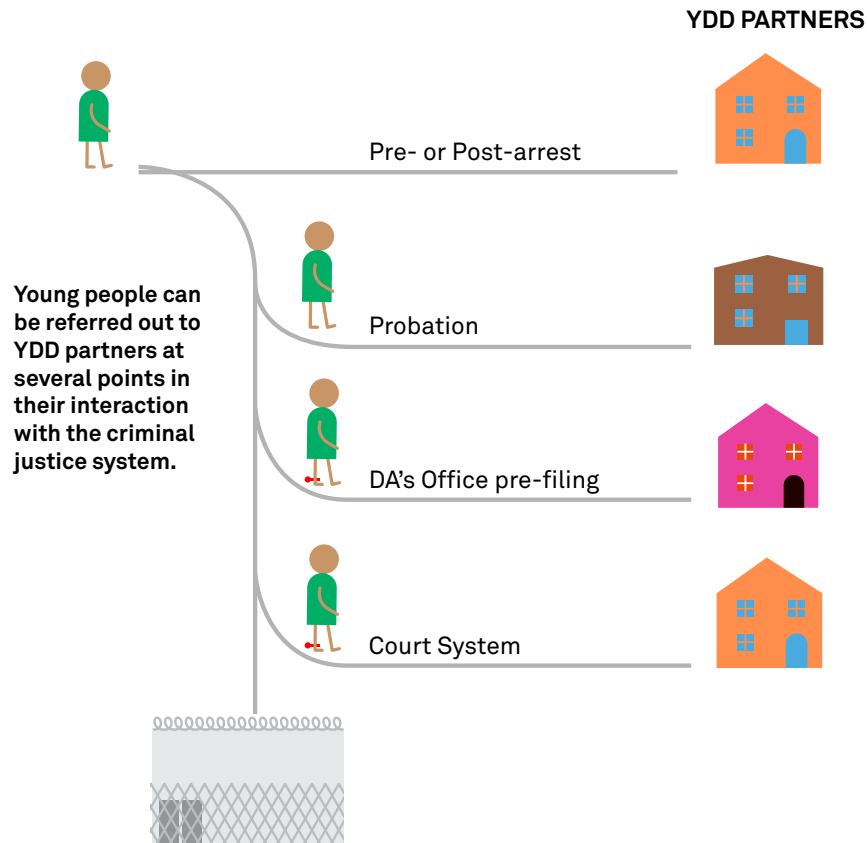 YDD PARTNERS
Pre- or Post-arrest
Young people can
be referred out to
YDD partners at
several points in
their interaction
with the criminal
justice system.
Probation
DA’s Office pre-filing
Court System